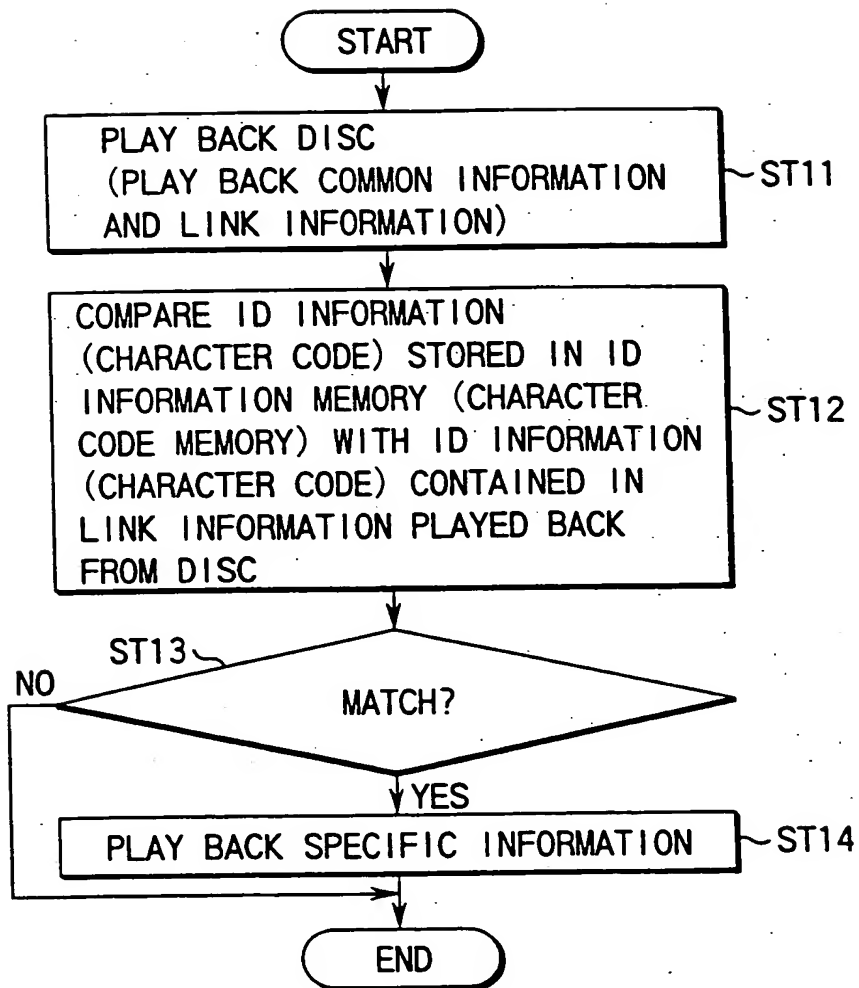 START
PLAY BACK DISC
(PLAY BACK COMMON INFORMATION
AND LINK INFORMATION)
ST11
COMPARE ID INFORMATION
(CHARACTER CODE) STORED IN ID
INFORMATION MEMORY (CHARACTER
CODE MEMORY) WITH ID INFORMATION
(CHARACTER CODE) CONTAINED IN
LINK INFORMATION PLAYED BACK
FROM DISC
ST12
ST13
NO
MATCH?
YES
PLAY BACK SPECIFIC INFORMATION
ST14
END